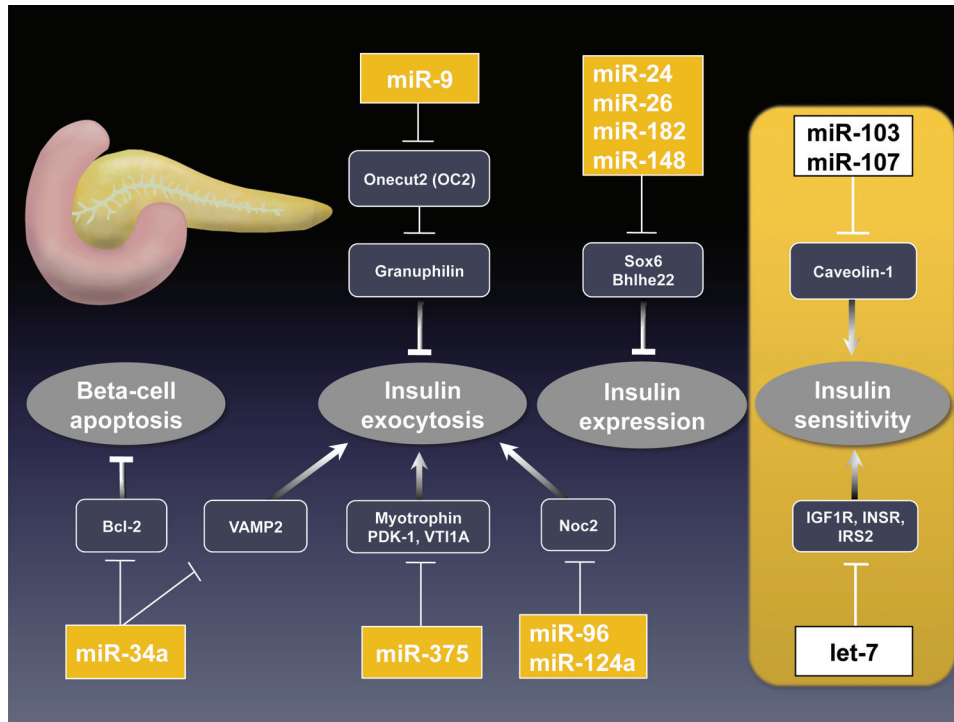 miR-9
Onecut2 (OC2)
Granuphilin
miR-24
miR-26
miR-182
miR-148
Sox6
Bhlhe22
miR-103
miR-107
Caveolin-1
Beta-cell
apoptosis
Insulin
exocytosis
Insulin
expression
Insulin
sensitivity
Bcl-2
VAMP2
Myotrophin
PDK-1, VTI1A
Noc2
IGF1R, INSR,
IRS2
miR-34a
miR-375
miR-96
miR-124a
let-7